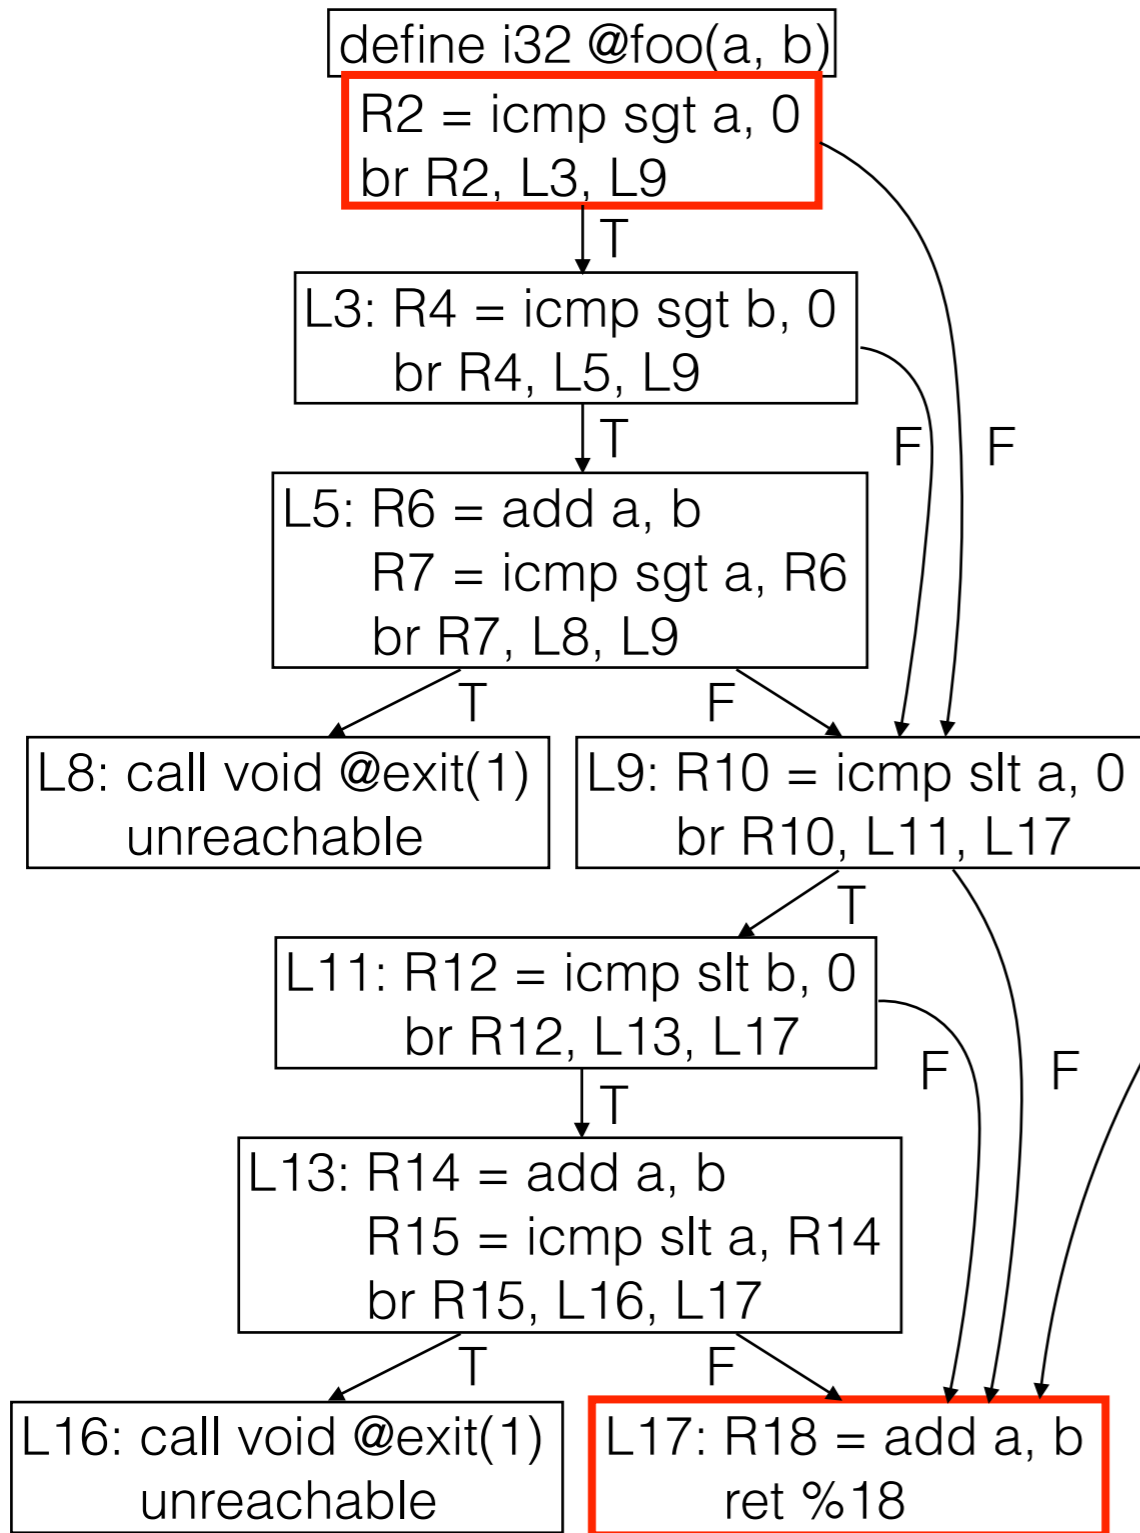 define i32 @foo(a, b)
R2 = icmp sgt a, 0
br R2, L3, L9
T
L3: R4 = icmp sgt b, 0
br R4, L5, L9
T
F
F
L5: R6 = add a, b
R7 = icmp sgt a, R6
br R7, L8, L9
T
F
L8: call void @exit(1)
unreachable
L9: R10 = icmp slt a, 0
br R10, L11, L17
T
L11: R12 = icmp slt b, 0
br R12, L13, L17
F
F
T
L13: R14 = add a, b
R15 = icmp slt a, R14
br R15, L16, L17
T
F
L16: call void @exit(1)
unreachable
L17: R18 = add a, b
ret %18